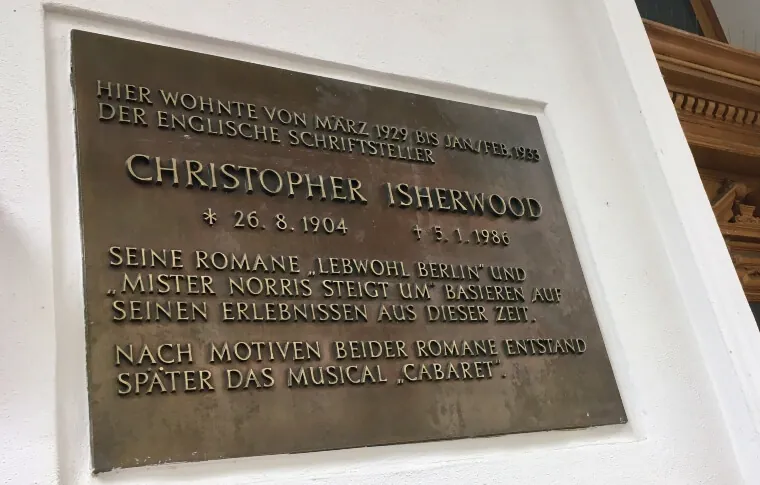 HIER WOHNTE VON MÄRZ 1929 BIS JAN./FEB. 1933
DER ENGLISCHE SCHRIFTSTELLER
CHRISTOPHER ISHERWOOD
* 26. 8. 1904 † 5. 1. 1986
SEINE ROMANE „LEBWOHL BERLIN" UND
„MISTER NORRIS STEIGT UM" BASIEREN AUF
SEINEN ERLEBNISSEN AUS DIESER ZEIT.
NACH MOTIVEN BEIDER ROMANE ENTSTAND
SPÄTER DAS MUSICAL „CABARET".